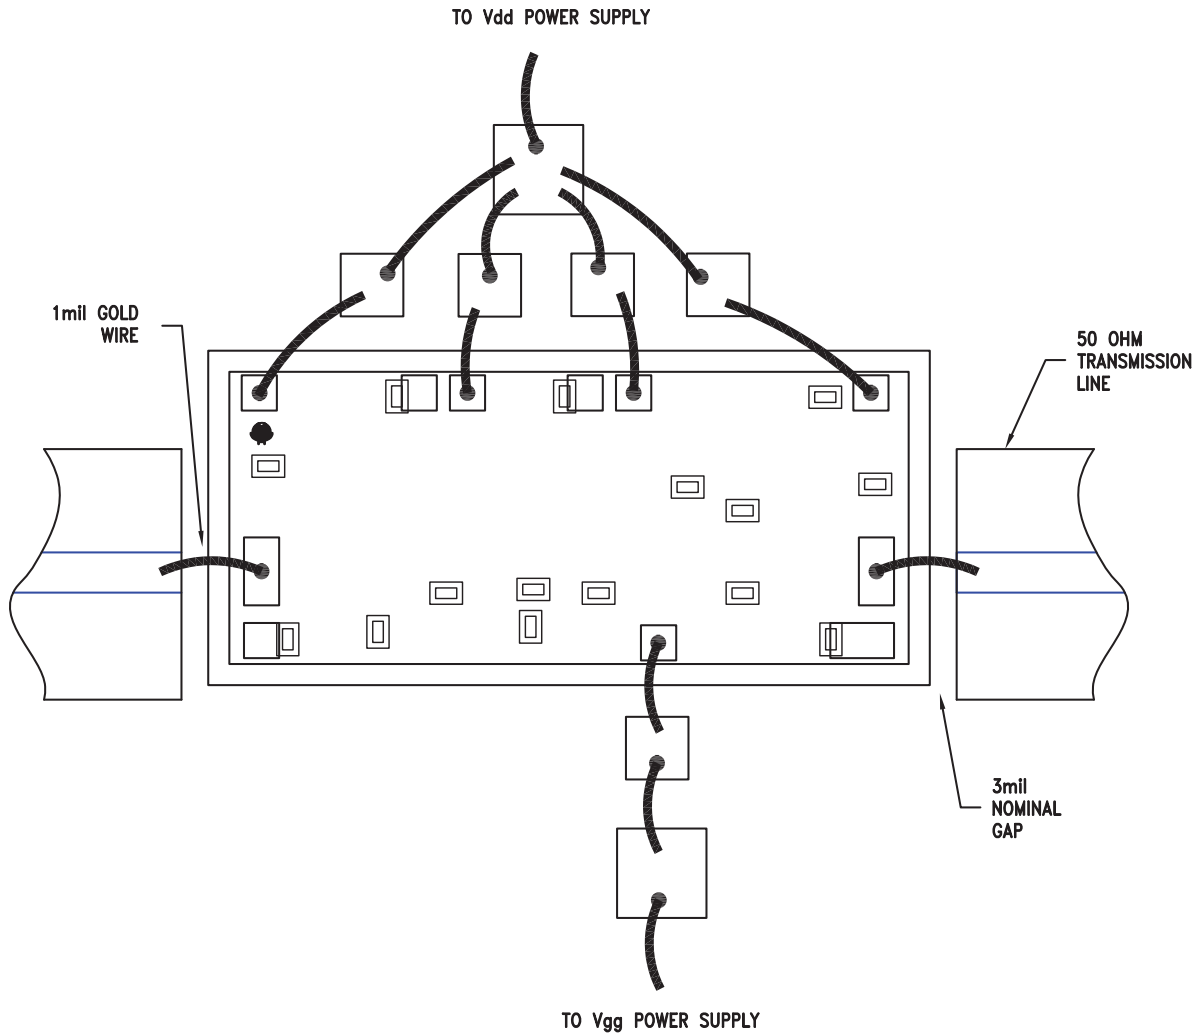 TO Vdd POWER SUPPLY
1mil GOLD
WIRE
50 OHM
TRANSMISSION
LINE
3mil
NOMINAL
GAP
TO Vgg POWER SUPPLY